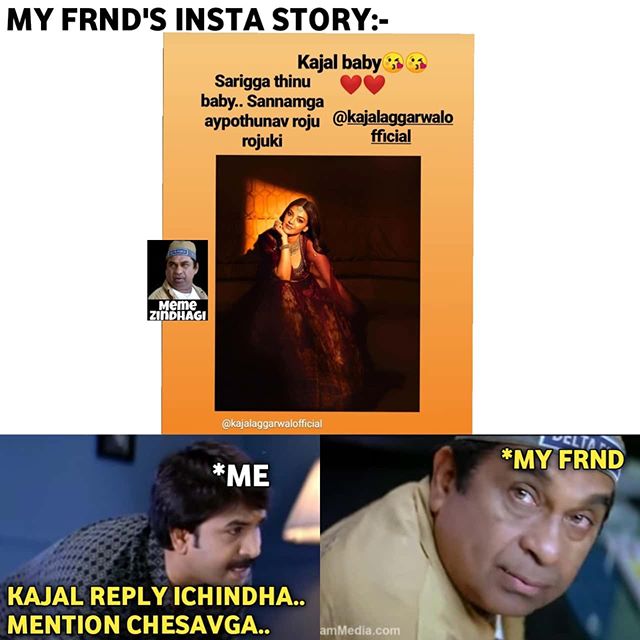 MY FRND'S INSTA STORY:-
Kajal baby😘😘
❤️❤️
Sarigga thinu
baby.. Sannamga
aypothunav roju
rojuki
@kajalaggarwalo
fficial
MEME
ZINDHAGI
@kajalaggarwalofficial
*ME
KAJAL REPLY ICHINDHA..
MENTION CHESAVGA..
*MY FRND
amMedia.com